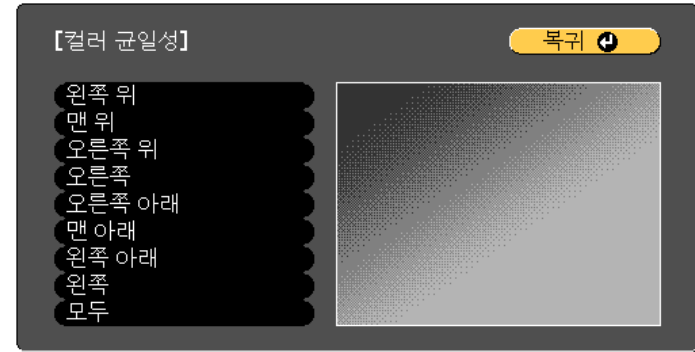 [컬러 균일성]
복귀
왼쪽 위
맨 위
오른쪽 위
오른쪽
오른쪽 아래
맨 아래
왼쪽 아래
왼쪽
모두